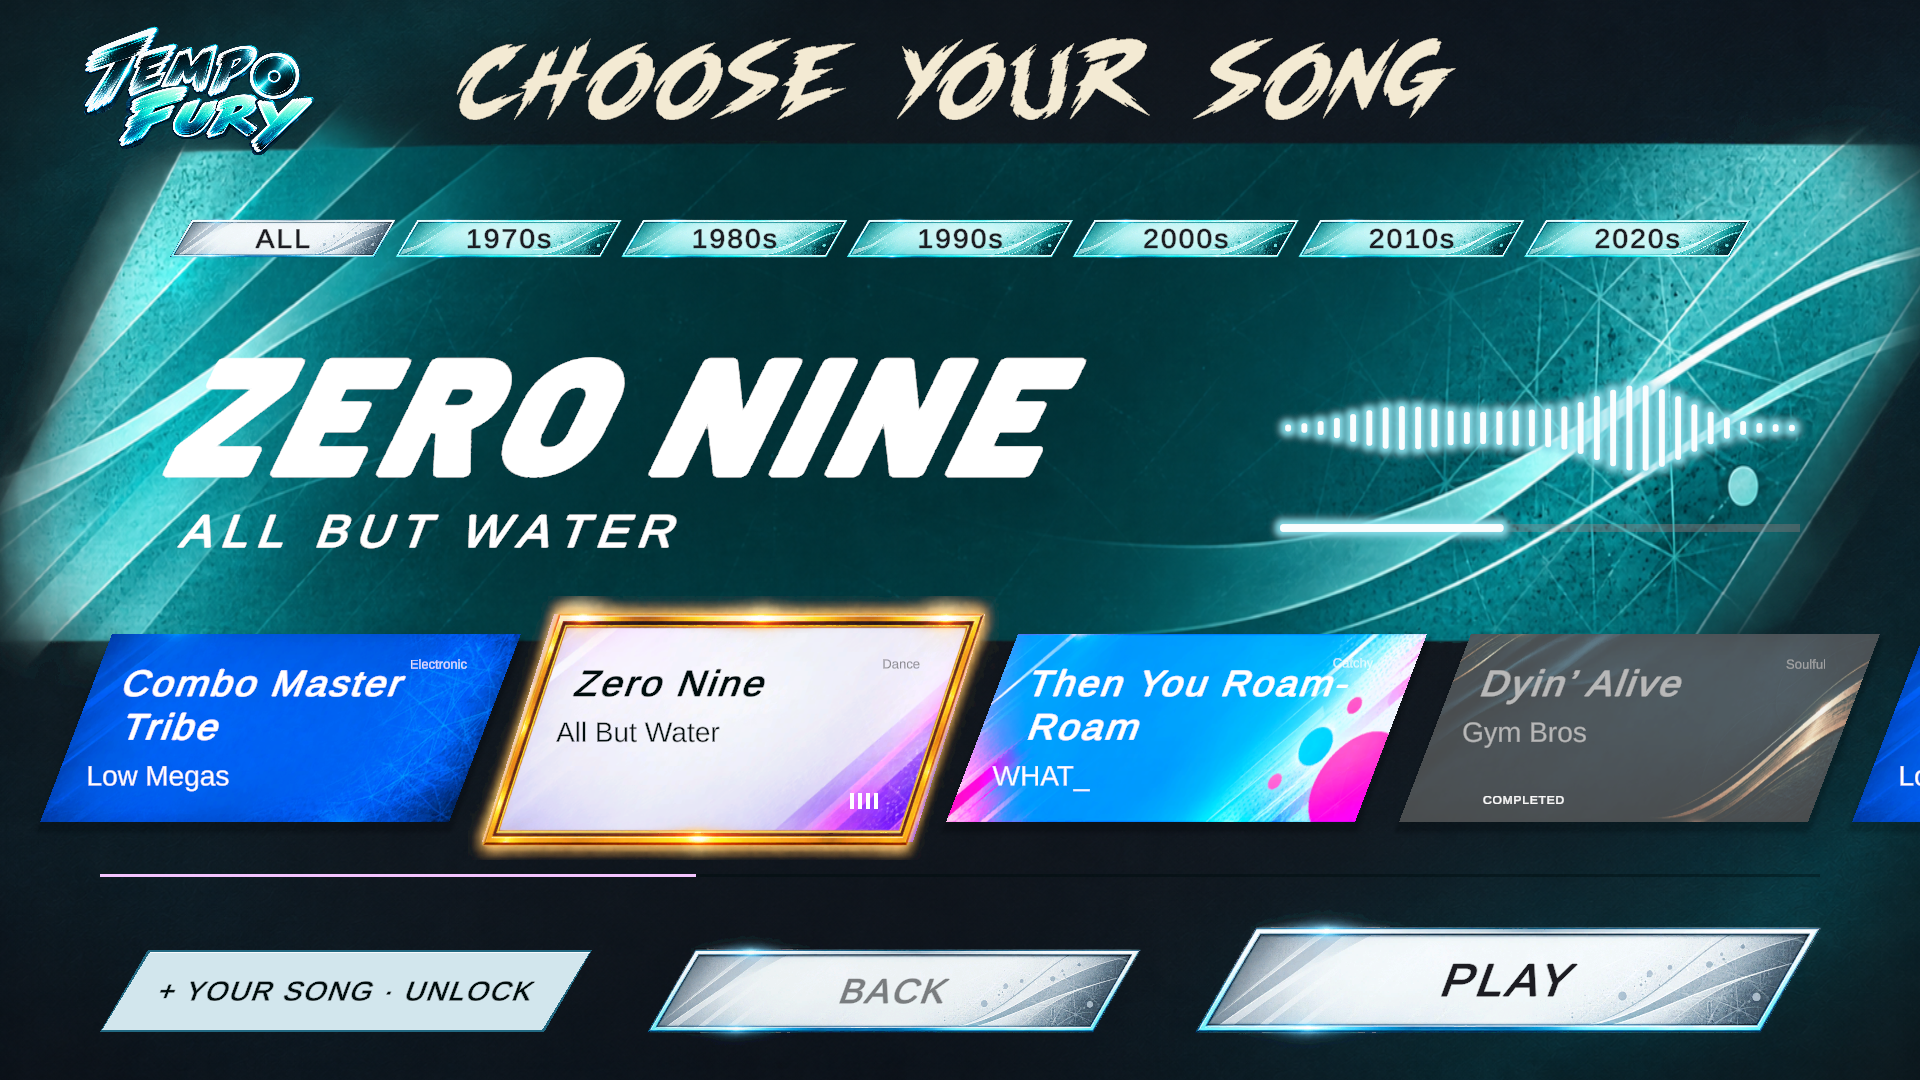 TEMPO
FURY
CHOOSE YOUR SONG
ALL
1970s
1980s
1990s
2000s
2010s
2020s
ZERO NINE
ALL BUT WATER
Electronic
Combo Master
Tribe
Low Megas
Dance
Zero Nine
All But Water
Catchy
Then You Roam-
Roam
WHAT_
Soulful
Dyin’ Alive
Gym Bros
COMPLETED
Lo
+ YOUR SONG · UNLOCK
BACK
PLAY